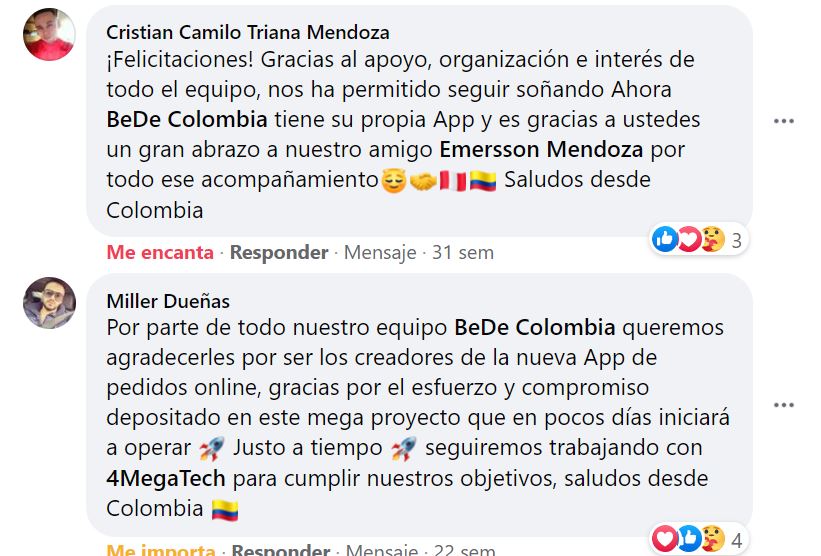 Cristian Camilo Triana Mendoza
¡Felicitaciones! Gracias al apoyo, organización e interés de
todo el equipo, nos ha permitido seguir soñando Ahora
BeDe Colombia tiene su propia App y es gracias a ustedes
un gran abrazo a nuestro amigo Emersson Mendoza por
todo ese acompañamiento😇🤝🇵🇪🇨🇴 Saludos desde
Colombia
3
Me encanta · Responder · Mensaje · 31 sem
Miller Dueñas
Por parte de todo nuestro equipo BeDe Colombia queremos
agradecerles por ser los creadores de la nueva App de
pedidos online, gracias por el esfuerzo y compromiso
depositado en este mega proyecto que en pocos días iniciará
a operar 🚀 Justo a tiempo 🚀 seguiremos trabajando con
4MegaTech para cumplir nuestros objetivos, saludos desde
Colombia 🇨🇴
4
Me importa · Responder · Mensaje · 22 sem